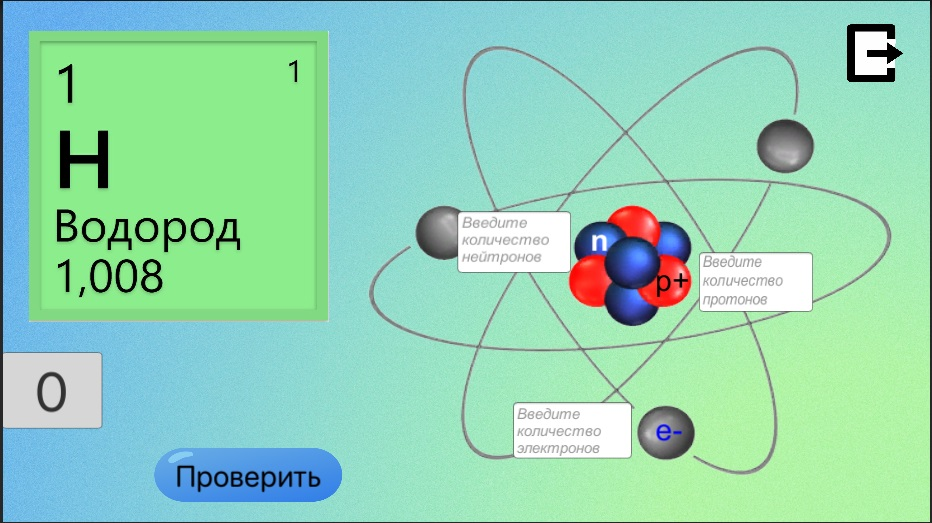 1
1
H
Водород
1,008
Введите
количество
нейтронов
n
p+
Введите
количество
протонов
0
Введите
количество
электронов
e-
Проверить